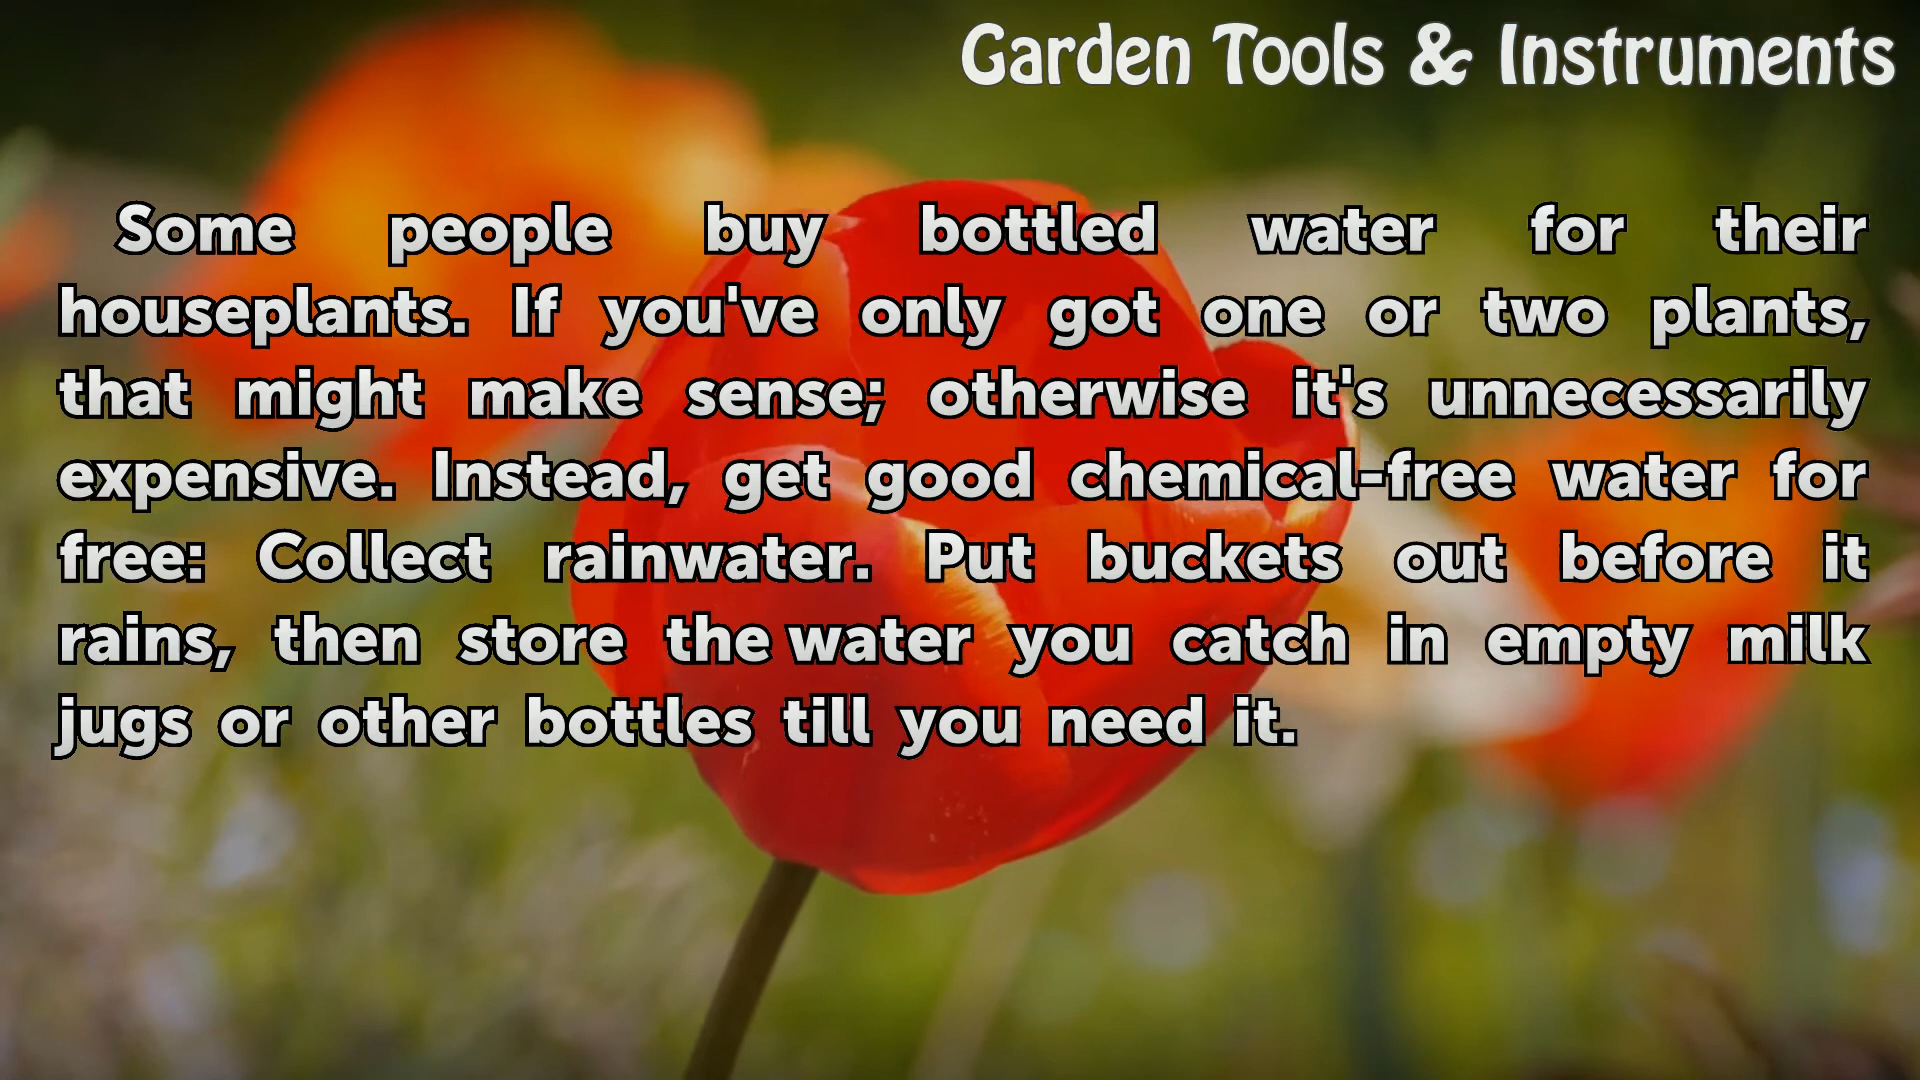 Garden Tools & Instruments
Some people buy bottled water for their
houseplants. If you've only got one or two plants,
that might make sense; otherwise it's unnecessarily
expensive. Instead, get good chemical-free water for
free: Collect rainwater. Put buckets out before it
rains, then store the water you catch in empty milk
jugs or other bottles till you need it.